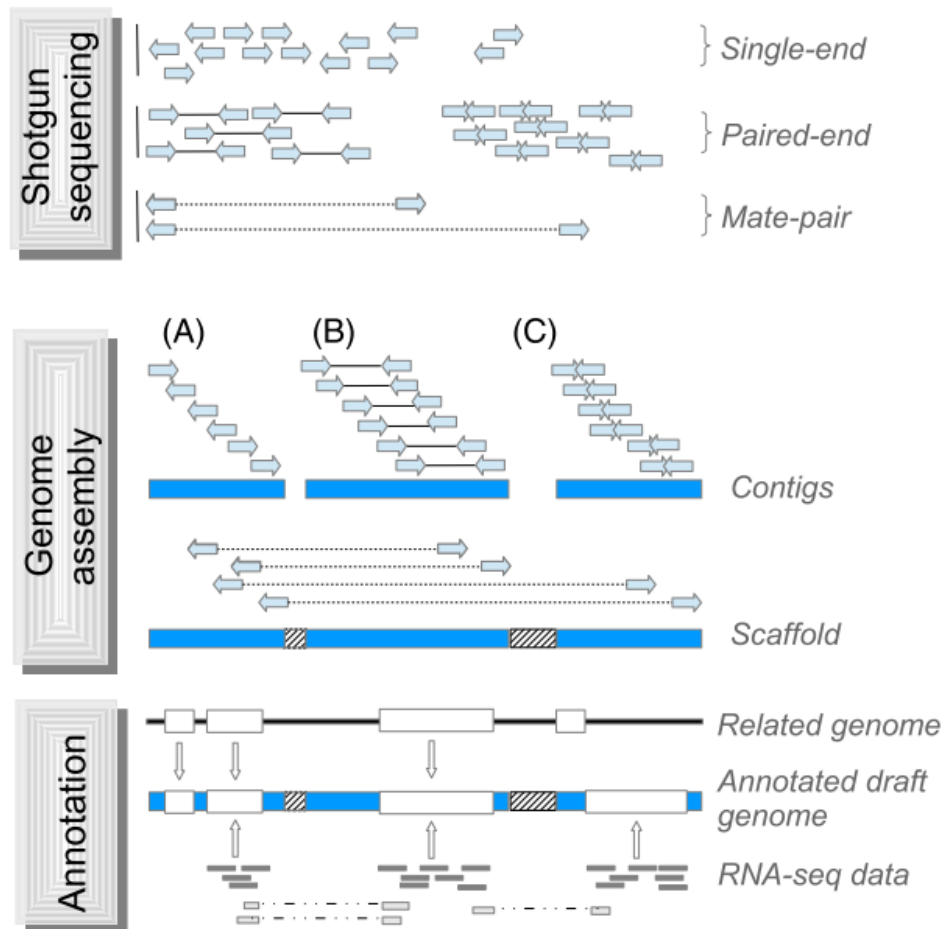 Shotgun
sequencing
Single-end
Paired-end
Mate-pair
Genome
assembly
(A)
(B)
(C)
Contigs
Scaffold
Annotation
Related genome
Annotated draft
genome
RNA-seq data